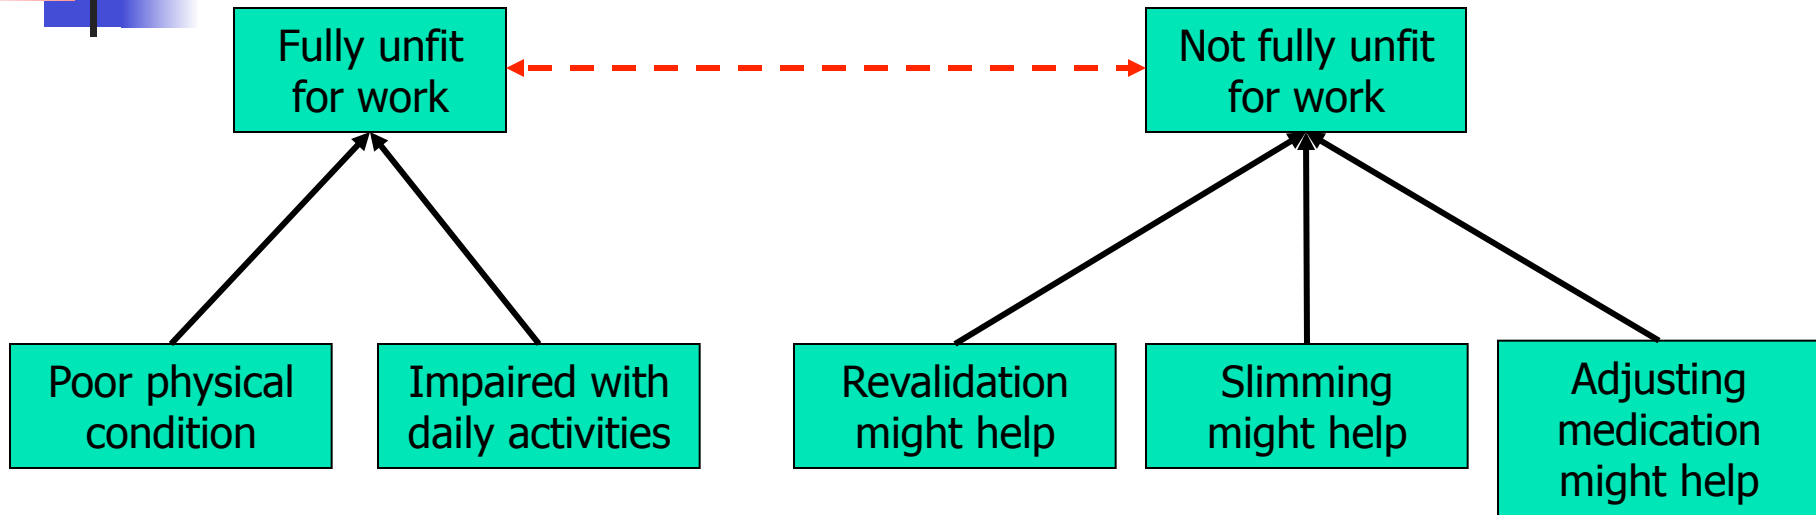 Fully unfit
for work
Not fully unfit
for work
Poor physical
condition
Impaired with
daily activities
Revalidation
might help
Slimming
might help
Adjusting
medication
might help